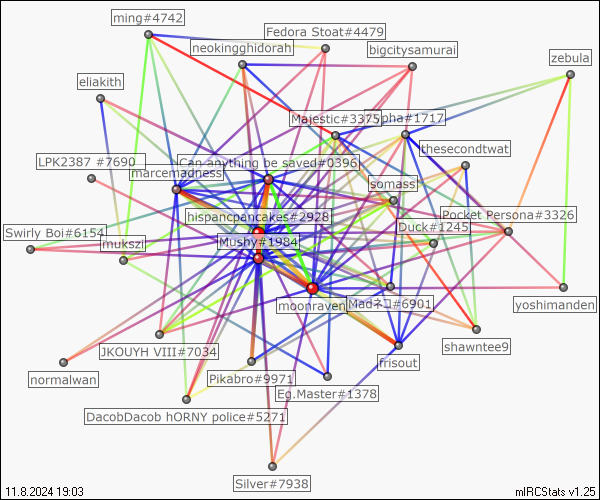 ming#4742
Fedora Stoat#4479
neokingghidorah
bigcitysamurai
zebula
eliakith
Majestic#3375
pha#1717
thesecondtwat
LPK2387 #7690
Can anything be saved#0396
marcemadness
somassj
hispancpancakes#2928
Pocket Persona#3326
Swirly Boi#6154
Duck#1245
mukszi
Mushy#1984
moonraven
#6901
yoshimanden
JKOUYH VIII#7034
shawntee9
frisout
normalwan
Pikabro#9971
Eg.Master#1378
DacobDacob hORNY police#5271
Silver#7938
11.8.2024 19:03
mIRCStats v1.25